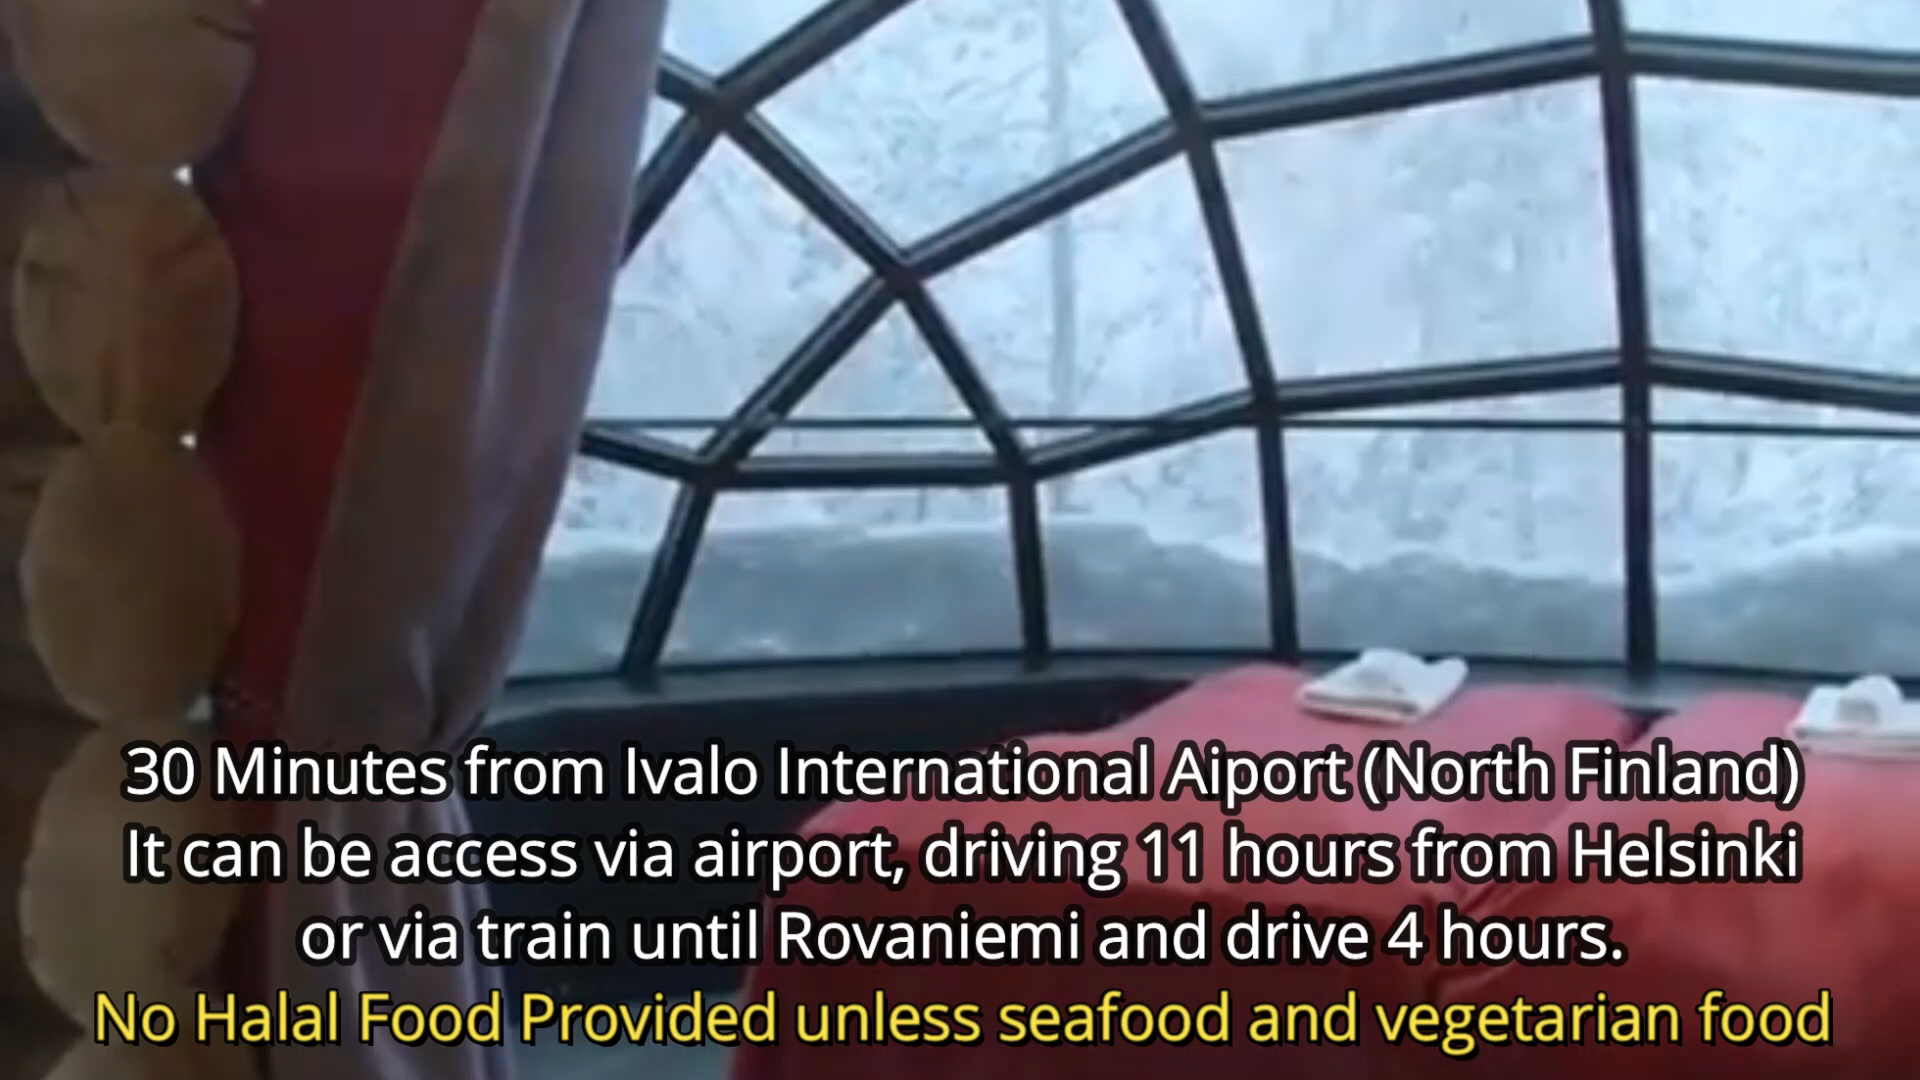 30 Minutes from Ivalo International Aiport (North Finland)
It can be access via airport, driving 11 hours from Helsinki
or via train until Rovaniemi and drive 4 hours.
No Halal Food Provided unless seafood and vegetarian food